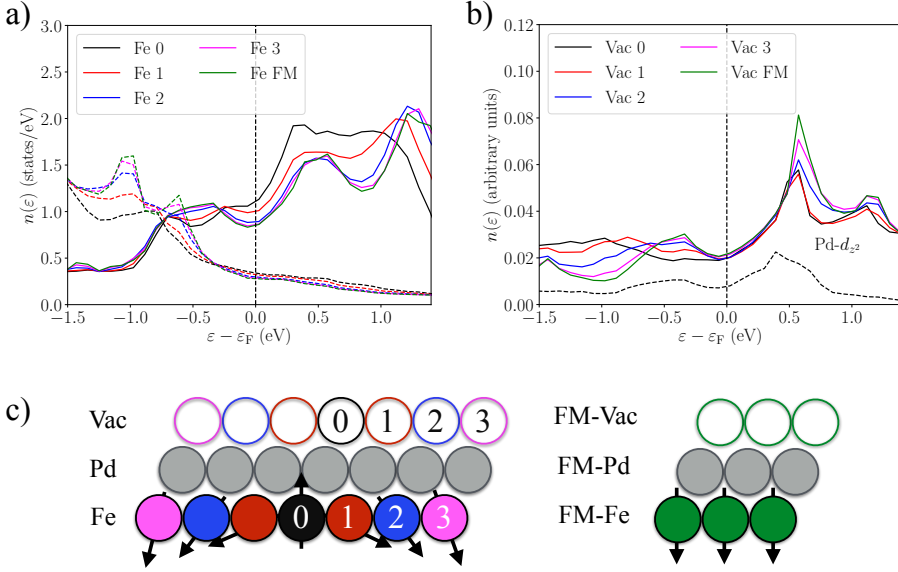 a)
b)
Fe 0
Fe 1
Fe 2
Fe 3
Fe FM
3.0
2.5
2.0
1.5
1.0
0.5
0.0
n(ε) (states/eV)
−1.5 −1.0 −0.5 0.0 0.5 1.0
ε − εF (eV)
Vac 0
Vac 1
Vac 2
Vac 3
Vac FM
0.12
0.10
0.08
0.06
0.04
0.02
0.00
n(ε) (arbitrary units)
Pd-dz²
−1.5 −1.0 −0.5 0.0 0.5 1.0
ε − εF (eV)
c)
Vac 0 1 2 3
Pd
Fe 0 1 2 3
FM-Vac
FM-Pd
FM-Fe